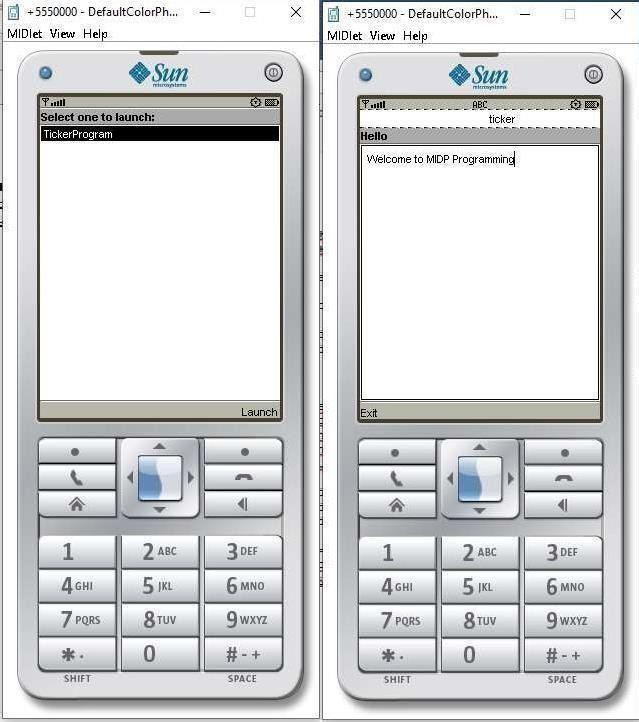 +5550000 - DefaultColorPh...
MIDlet View Help
Sun
microsystems
Select one to launch:
TickerProgram
Launch
1
2 ABC
3 DEF
4 GHI
5 JKL
6 MNO
7 PQRS
8 TUV
9 WXYZ
* .
0
# - +
SHIFT
SPACE
+5550000 - DefaultColorPh...
MIDlet View Help
Sun
microsystems
ABC
ticker
Hello
Welcome to MIDP Programming
Exit
1
2 ABC
3 DEF
4 GHI
5 JKL
6 MNO
7 PQRS
8 TUV
9 WXYZ
* .
0
# - +
SHIFT
SPACE